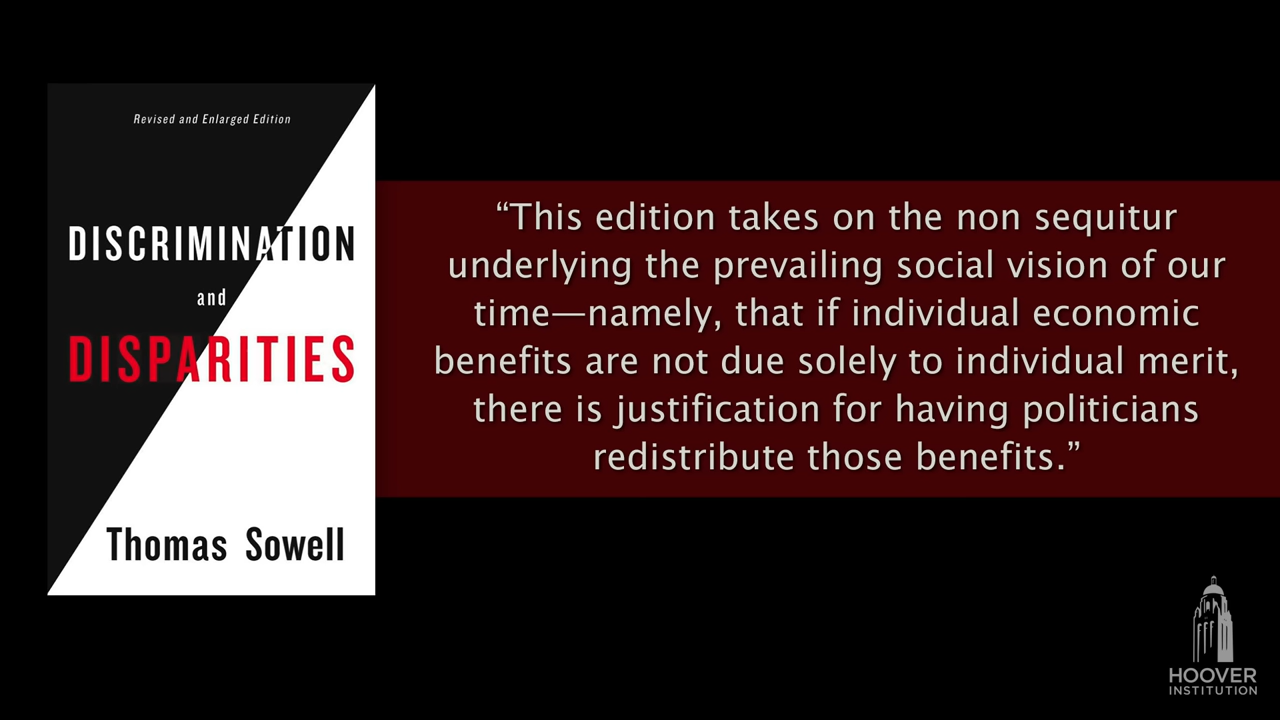 Revised and Enlarged Edition
DISCRIMINATION
and
DISPARITIES
Thomas Sowell
“This edition takes on the non sequitur
underlying the prevailing social vision of our
time—namely, that if individual economic
benefits are not due solely to individual merit,
there is justification for having politicians
redistribute those benefits.”
HOOVER
INSTITUTION